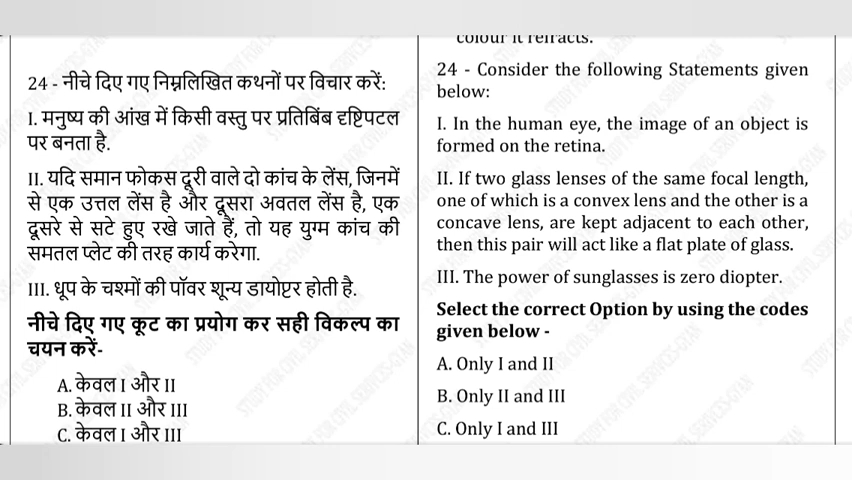 24 - नीचे दिए गए निम्नलिखित कथनों पर विचार करें:
I. मनुष्य की आंख में किसी वस्तु पर प्रतिबिंब दृष्टिपटल
पर बनता है.
II. यदि समान फोकस दूरी वाले दो कांच के लेंस, जिनमें
से एक उत्तल लेंस है और दूसरा अवतल लेंस है, एक
दूसरे से सटे हुए रखे जाते हैं, तो यह युग्म कांच की
समतल प्लेट की तरह कार्य करेगा.
III. धूप के चश्मों की पॉवर शून्य डायोप्टर होती है.
नीचे दिए गए कूट का प्रयोग कर सही विकल्प का
चयन करें-
A. केवल I और II
B. केवल II और III
C. केवल I और III
colour it refracts.
24 - Consider the following Statements given
below:
I. In the human eye, the image of an object is
formed on the retina.
II. If two glass lenses of the same focal length,
one of which is a convex lens and the other is a
concave lens, are kept adjacent to each other,
then this pair will act like a flat plate of glass.
III. The power of sunglasses is zero diopter.
Select the correct Option by using the codes
given below -
A. Only I and II
B. Only II and III
C. Only I and III